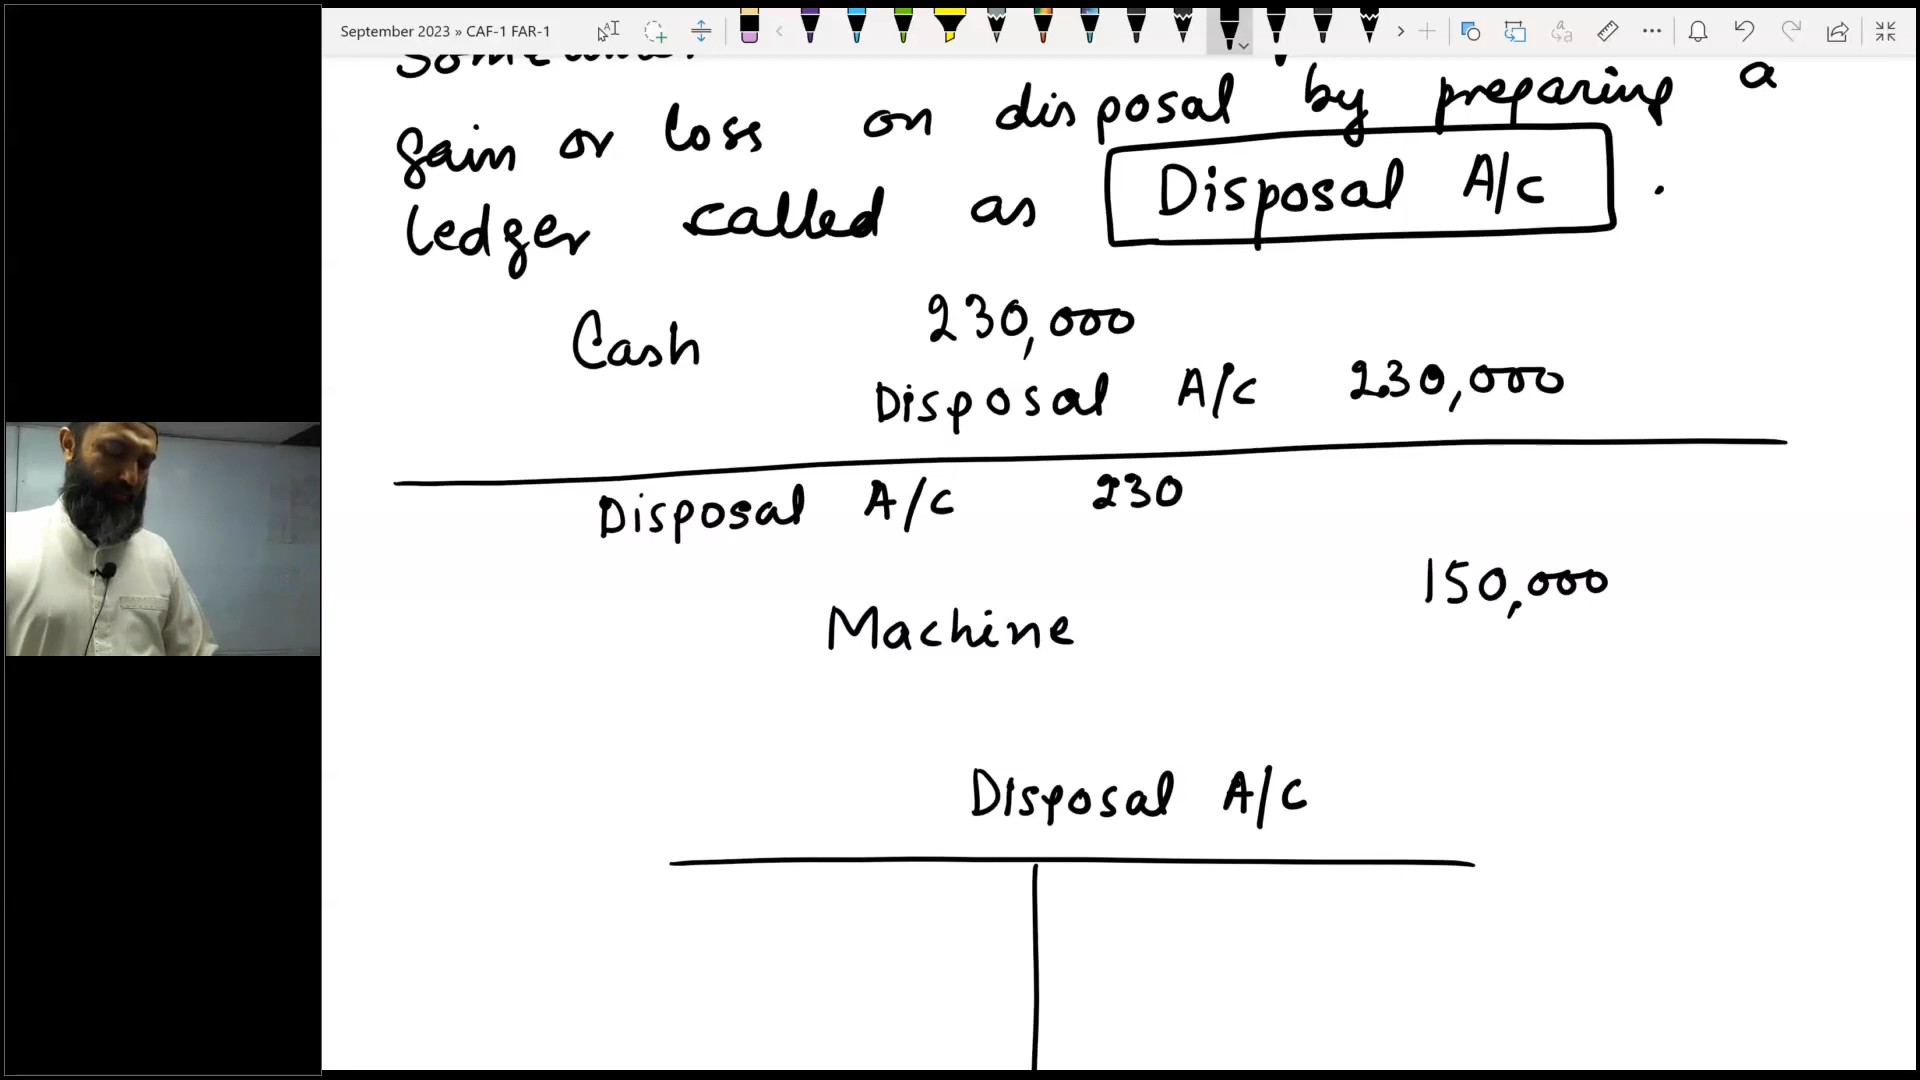 September 2023 » CAF-1 FAR-1
gain or loss on disposal by preparing a
ledger called as Disposal A/c .
Cash 230,000
Disposal A/C 230,000
Disposal A/C 230
150,000
Machine
Disposal A/C